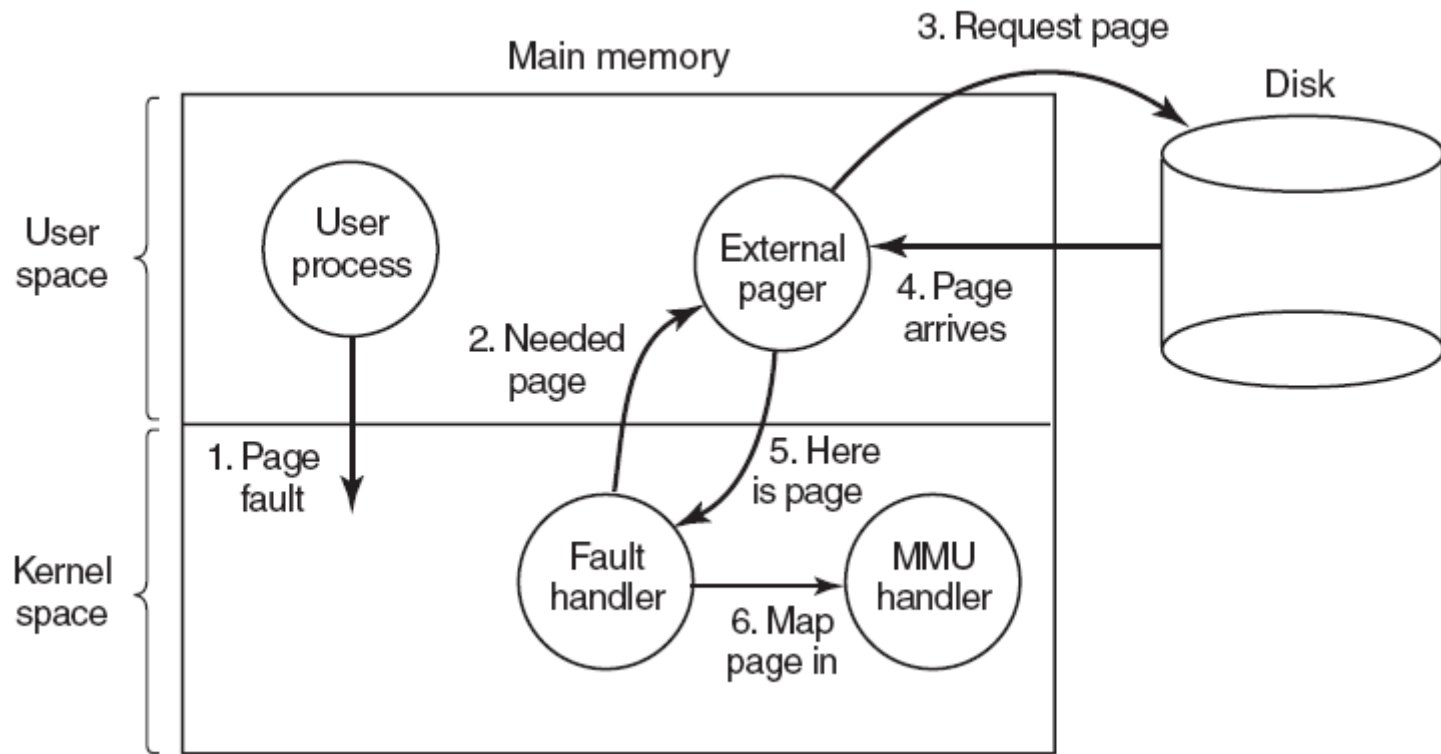 3. Request page
Main memory
Disk
User
space
User
process
External
pager
4. Page
arrives
2. Needed
page
1. Page
fault
5. Here
is page
Kernel
space
Fault
handler
MMU
handler
6. Map
page in